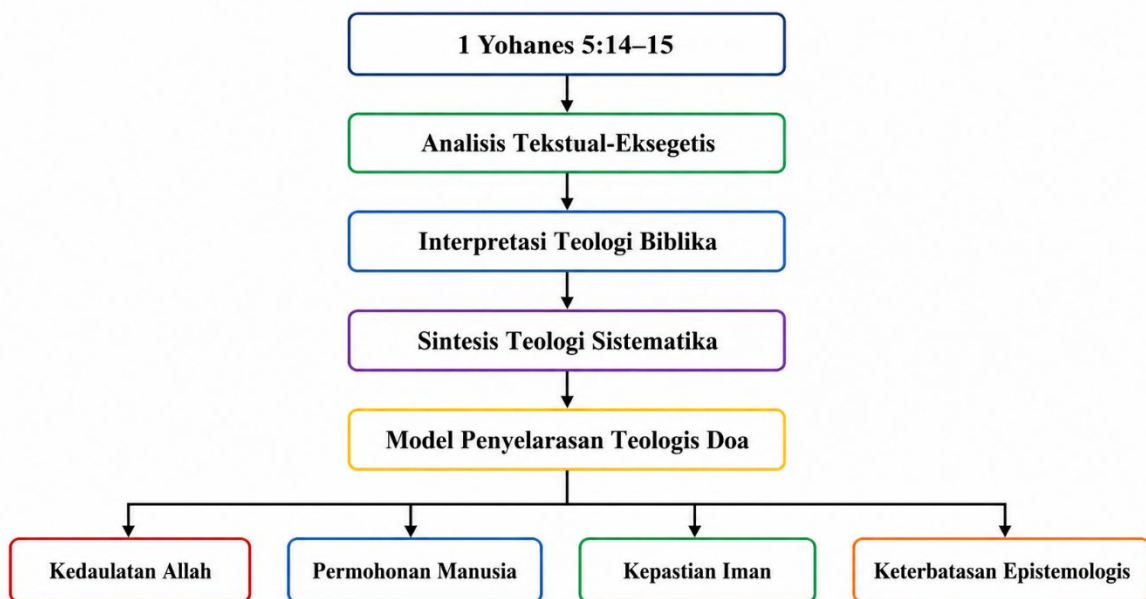 1 Yohanes 5:14–15
Analisis Tekstual-Eksegetis
Interpretasi Teologi Biblika
Sintesis Teologi Sistematika
Model Penyelarasan Teologis Doa
Kedaulatan Allah
Permohonan Manusia
Kepastian Iman
Keterbatasan Epistemologis